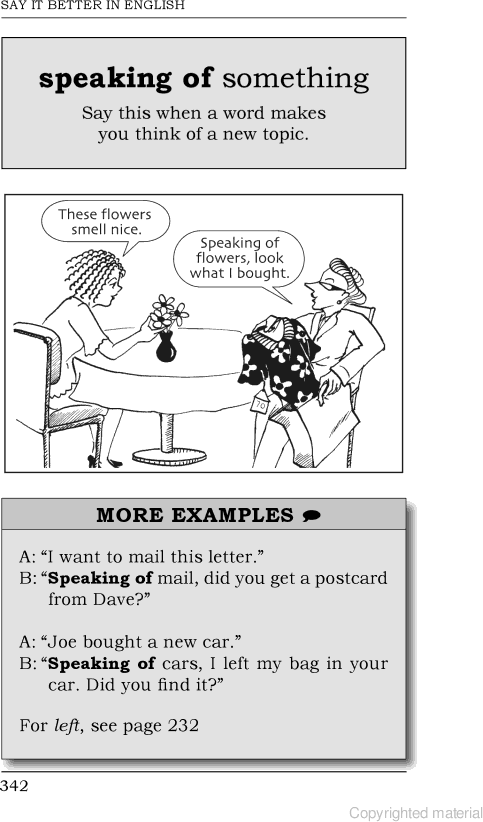 SAY IT BETTER IN ENGLISH
speaking of something
Say this when a word makes
you think of a new topic.
These flowers
smell nice.
Speaking of
flowers, look
what I bought.
70
MORE EXAMPLES
A: “I want to mail this letter.”
B: “Speaking of mail, did you get a postcard
from Dave?”
A: “Joe bought a new car.”
B: “Speaking of cars, I left my bag in your
car. Did you find it?”
For left, see page 232
342
Copyrighted material